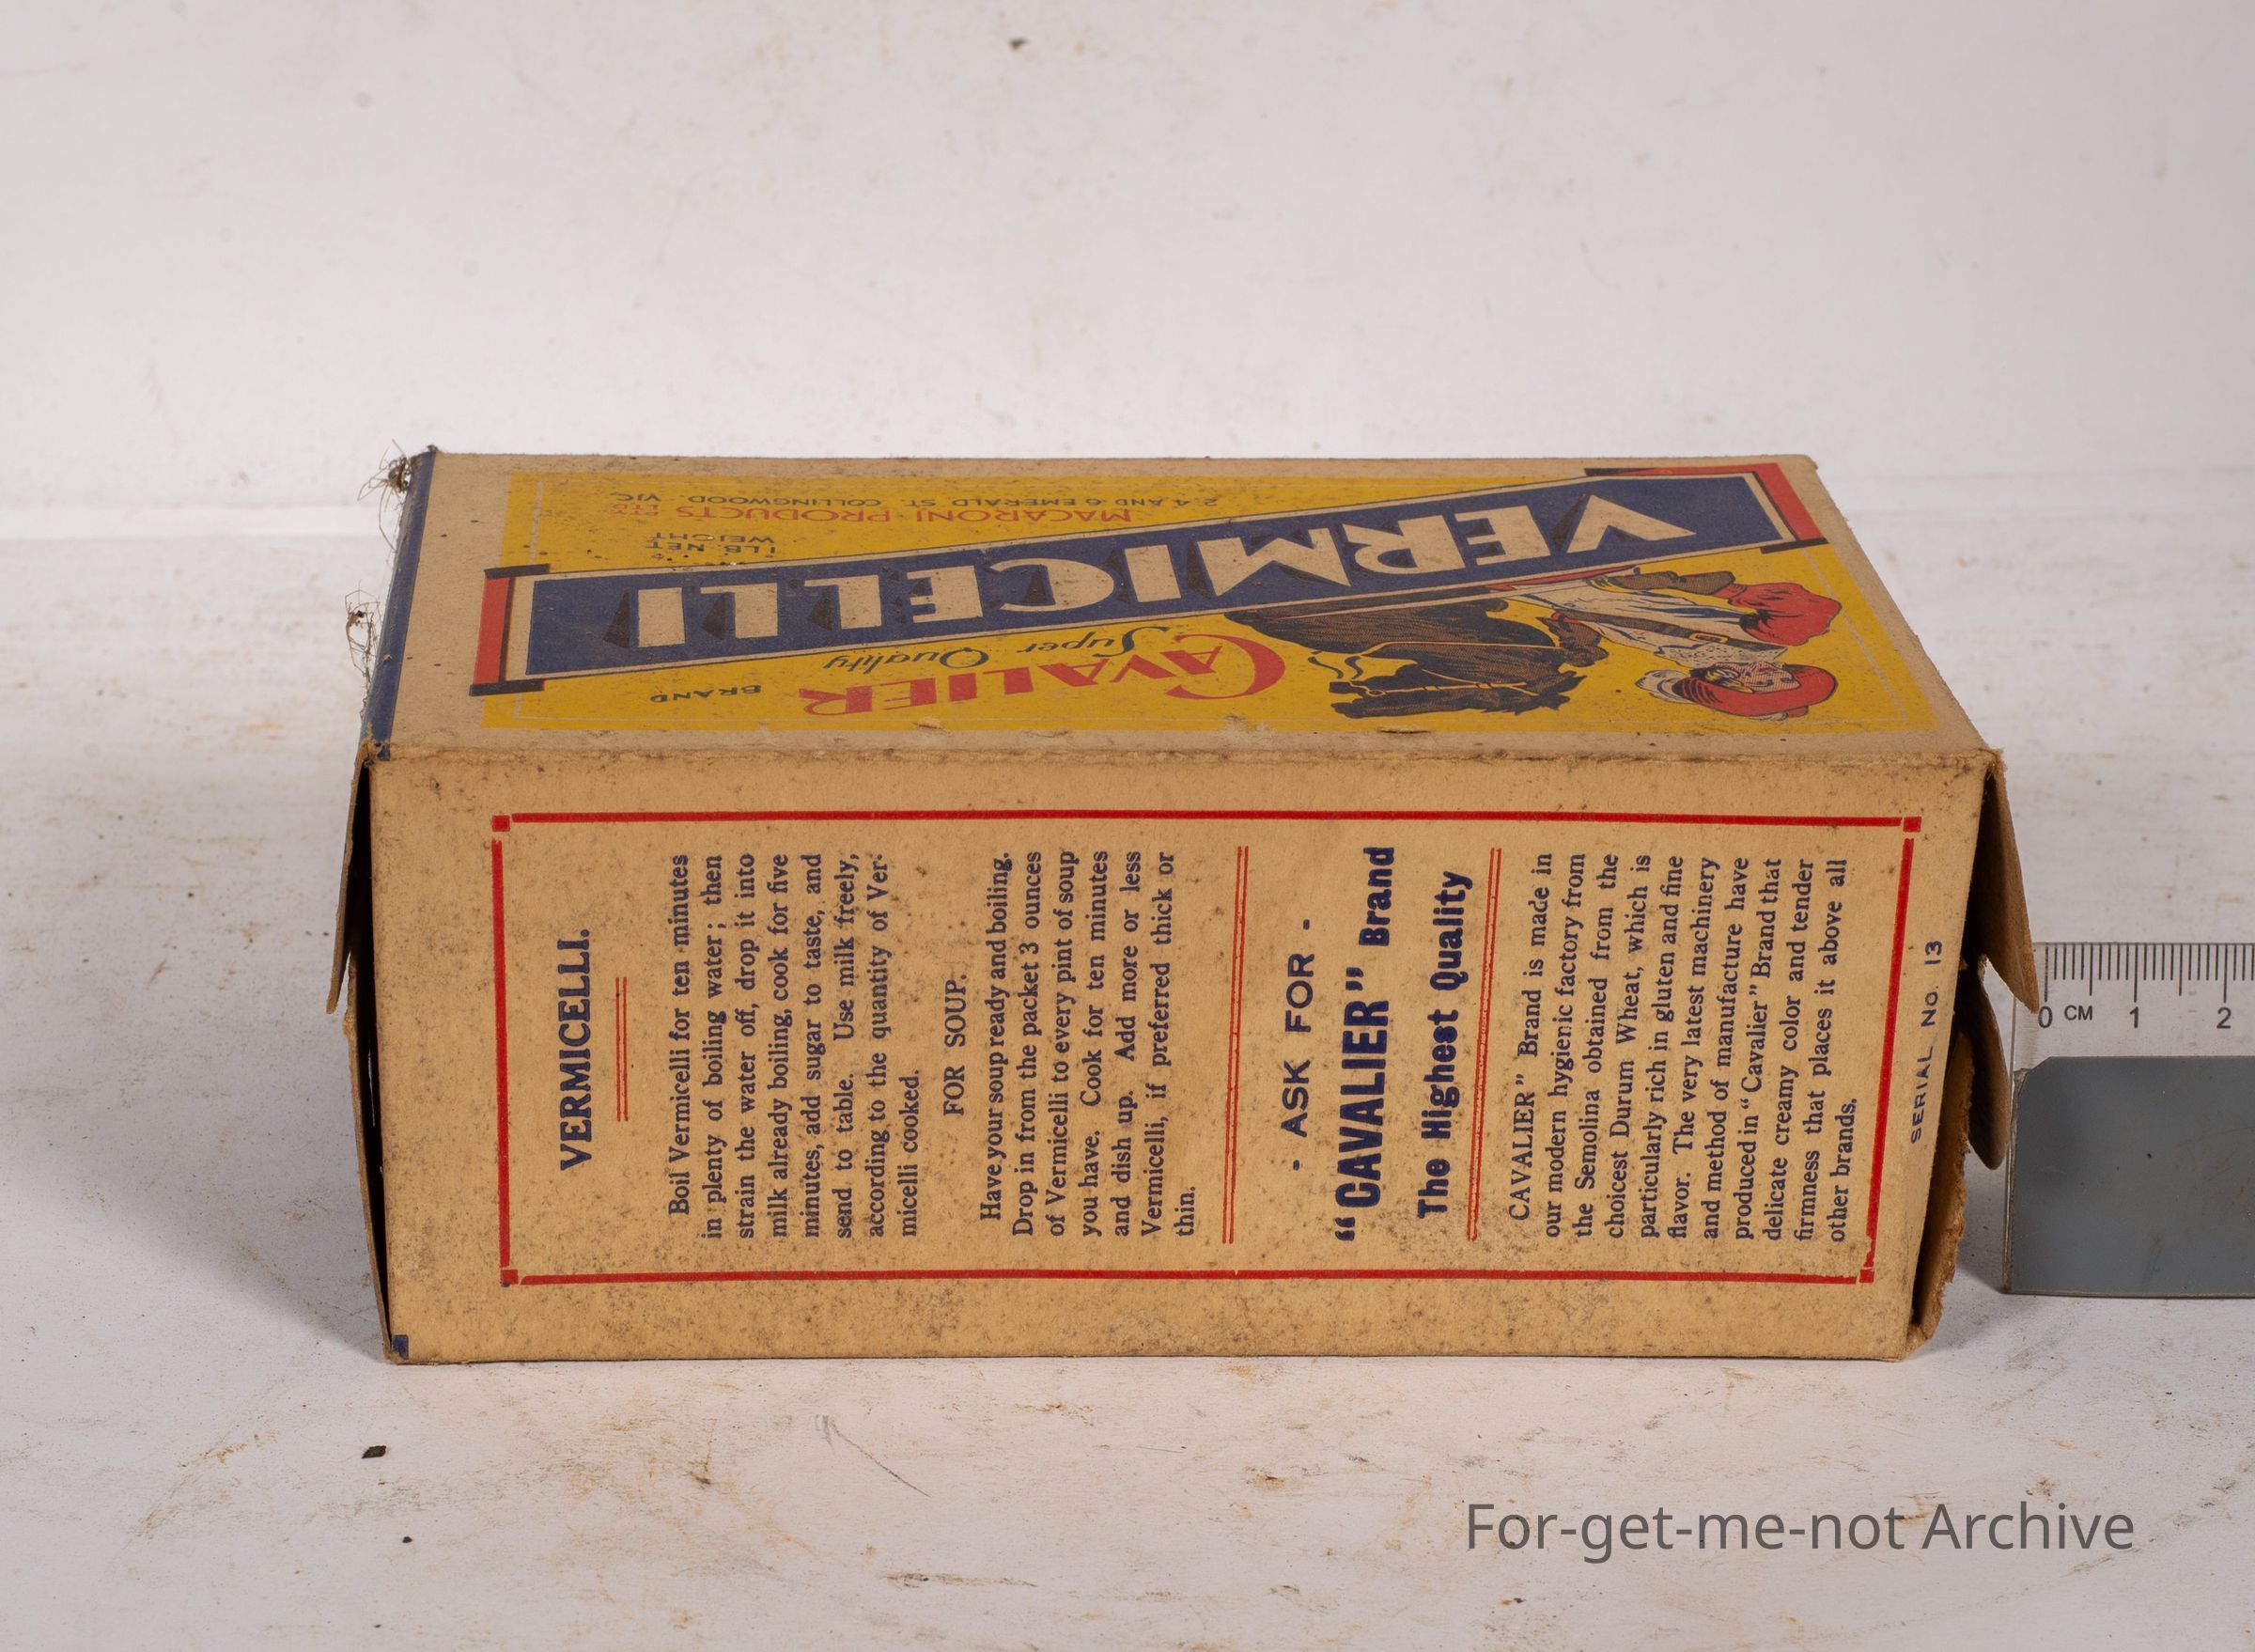 CAVALIER
BRAND
Super Quality
VERMICELLI
1 LB. NET
WEIGHT
MACARONI PRODUCTS PTY. LTD.
2, 4 AND 6 EMERALD ST. COLLINGWOOD. VIC.
VERMICELLI.
Boil Vermicelli for ten minutes
in plenty of boiling water; then
strain the water off, drop it into
milk already boiling, cook for five
minutes, add sugar to taste, and
send to table. Use milk freely,
according to the quantity of Ver-
micelli cooked.
FOR SOUP.
Have your soup ready and boiling.
Drop in from the packet 3 ounces
of Vermicelli to every pint of soup
you have. Cook for ten minutes
and dish up. Add more or less
Vermicelli, if preferred thick or
thin.
- ASK FOR -
“CAVALIER” Brand
The Highest Quality
CAVALIER” Brand is made in
our modern hygienic factory from
the Semolina obtained from the
choicest Durum Wheat, which is
particularly rich in gluten and fine
flavor. The very latest machinery
and method of manufacture have
produced in “Cavalier” Brand that
delicate creamy color and tender
firmness that places it above all
other brands.
SERIAL NO. 13
0 CM 1 2
For-get-me-not Archive